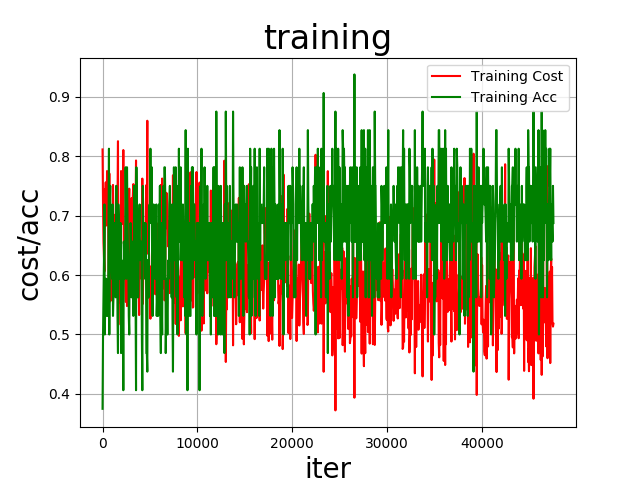 training
Training Cost
Training Acc
cost/acc
0.9
0.8
0.7
0.6
0.5
0.4
0
10000
20000
30000
40000
iter